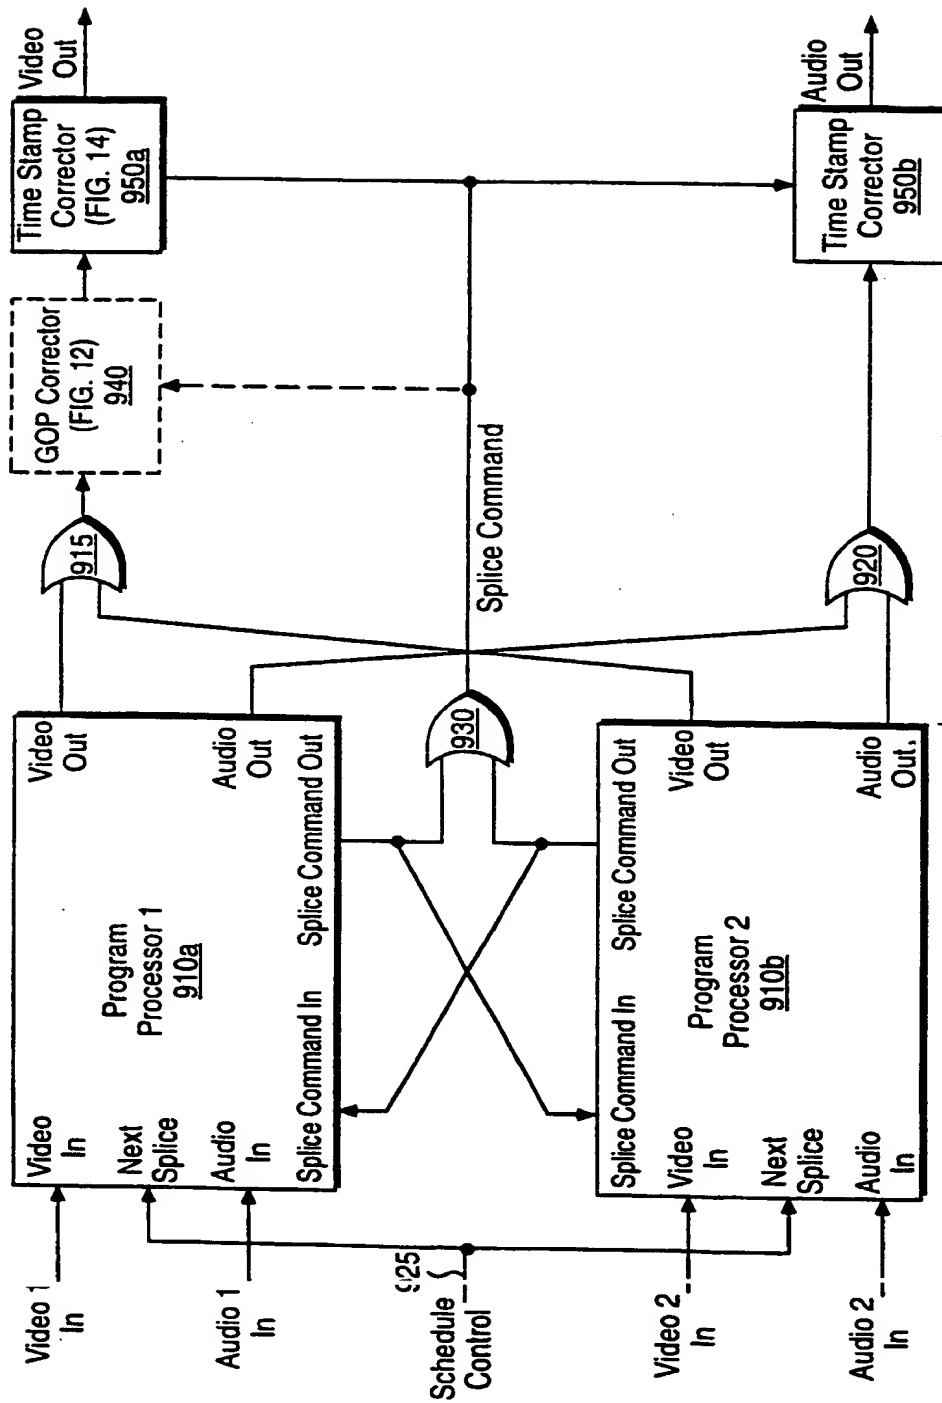 Video 1
In
Audio 1
In
Schedule
Control
925
Video 2
In
Audio 2
In
Video
In
Next
Splice
Audio
In
Splice Command In
Program
Processor 1
910a
Video
Out
Audio
Out
Splice Command Out
Splice Command In
Video
In
Next
Splice
Audio
In
Program
Processor 2
910b
Splice Command Out
Video
Out
Audio
Out.
915
930
920
Splice Command
GOP Corrector
(FIG. 12)
940
Time Stamp
Corrector
(FIG. 14)
950a
Video
Out
Time Stamp
Corrector
950b
Audio
Out